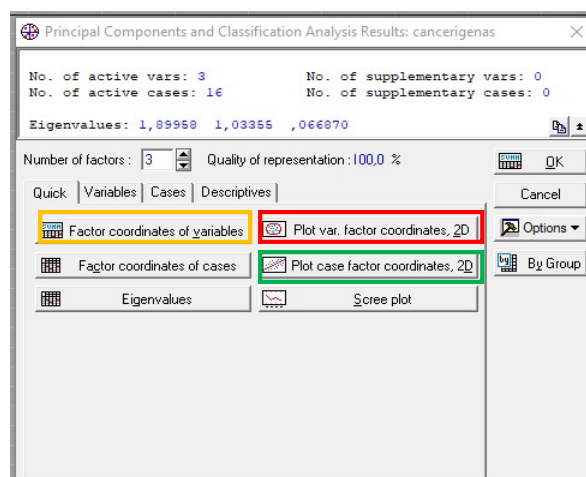 Principal Components and Classification Analysis Results: cancerigenas
No. of active vars: 3 No. of supplementary vars: 0
No. of active cases: 16 No. of supplementary cases: 0
Eigenvalues: 1,89958 1,03355 ,066870
Number of factors : 3 Quality of representation : 100,0 %
OK
Quick Variables Cases Descriptives
Cancel
Factor coordinates of variables Plot var. factor coordinates, 2D
Options
Factor coordinates of cases Plot case factor coordinates, 2D
By Group
Eigenvalues Scree plot